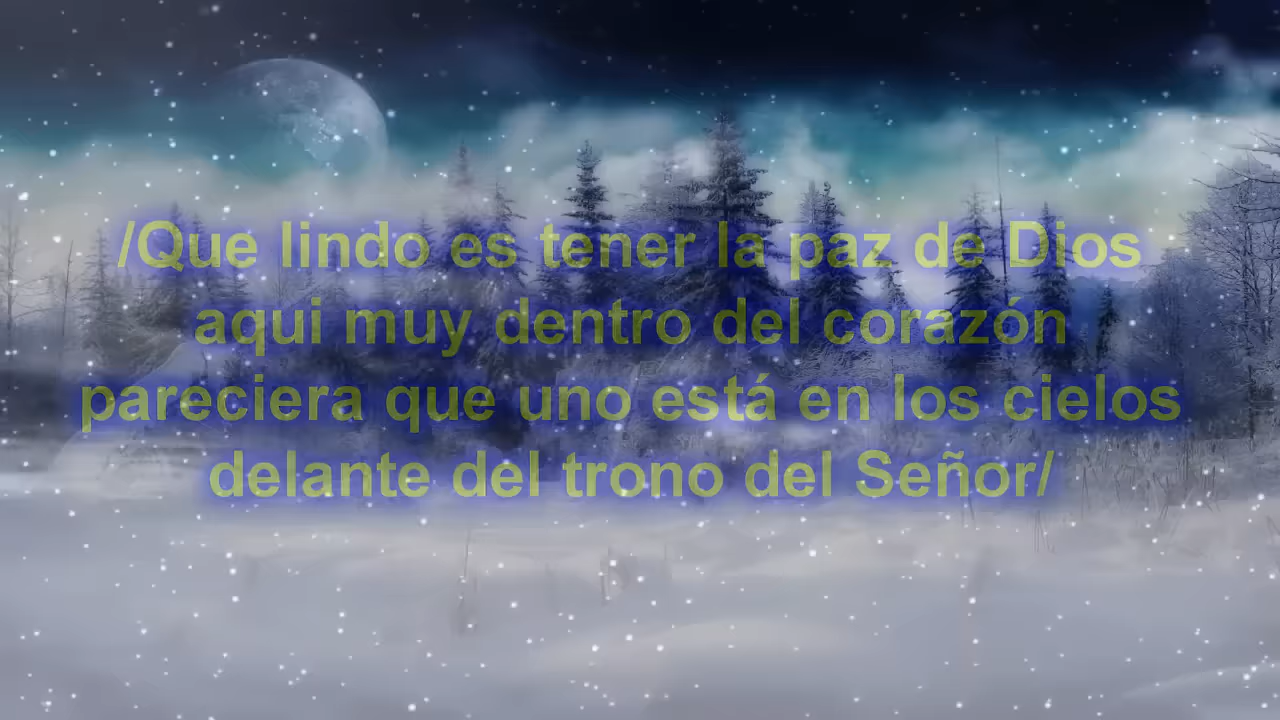 /Que lindo es tener la paz de Dios
aqui muy dentro del corazón
pareciera que uno está en los cielos
delante del trono del Señor/